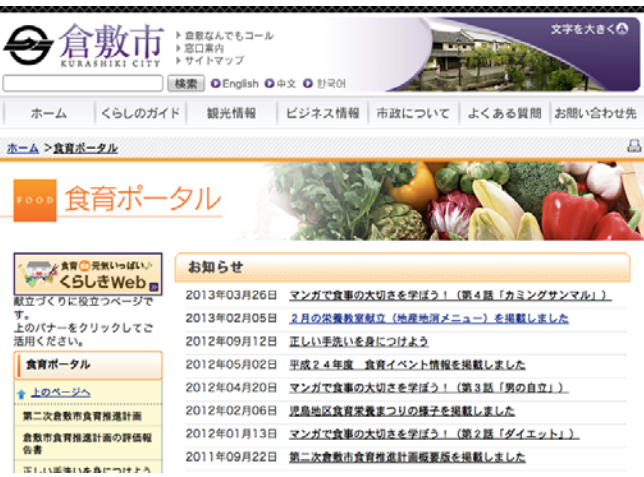 倉敷市
KURASHIKI CITY
倉敷なんでもコール
窓口案内
サイトマップ
文字を大きく
検索 English 中文 한국어
ホーム くらしのガイド 観光情報 ビジネス情報 市政について よくある質問 お問い合わせ先
ホーム >食育ポータル
FOOD 食育ポータル
食育de元気いっぱい♪
くらしきWeb
献立づくりに役立つページで
す。
上のバナーをクリックしてご
活用ください。
食育ポータル
上のページへ
第二次倉敷市食育推進計画
倉敷市食育推進計画の評価報
告書
正しい手洗いを身につけよう
お知らせ
2013年03月26日 マンガで食事の大切さを学ぼう!(第4話「カミングサンマル」)
2013年02月05日 2月の栄養教室献立(地産地消メニュー)を掲載しました
2012年09月12日 正しい手洗いを身につけよう
2012年05月02日 平成24年度 食育イベント情報を掲載しました
2012年04月20日 マンガで食事の大切さを学ぼう!(第3話「男の自立」)
2012年02月06日 児島地区食育栄養まつりの様子を掲載しました
2012年01月13日 マンガで食事の大切さを学ぼう!(第2話「ダイエット」)
2011年09月22日 第二次倉敷市食育推進計画概要版を掲載しました